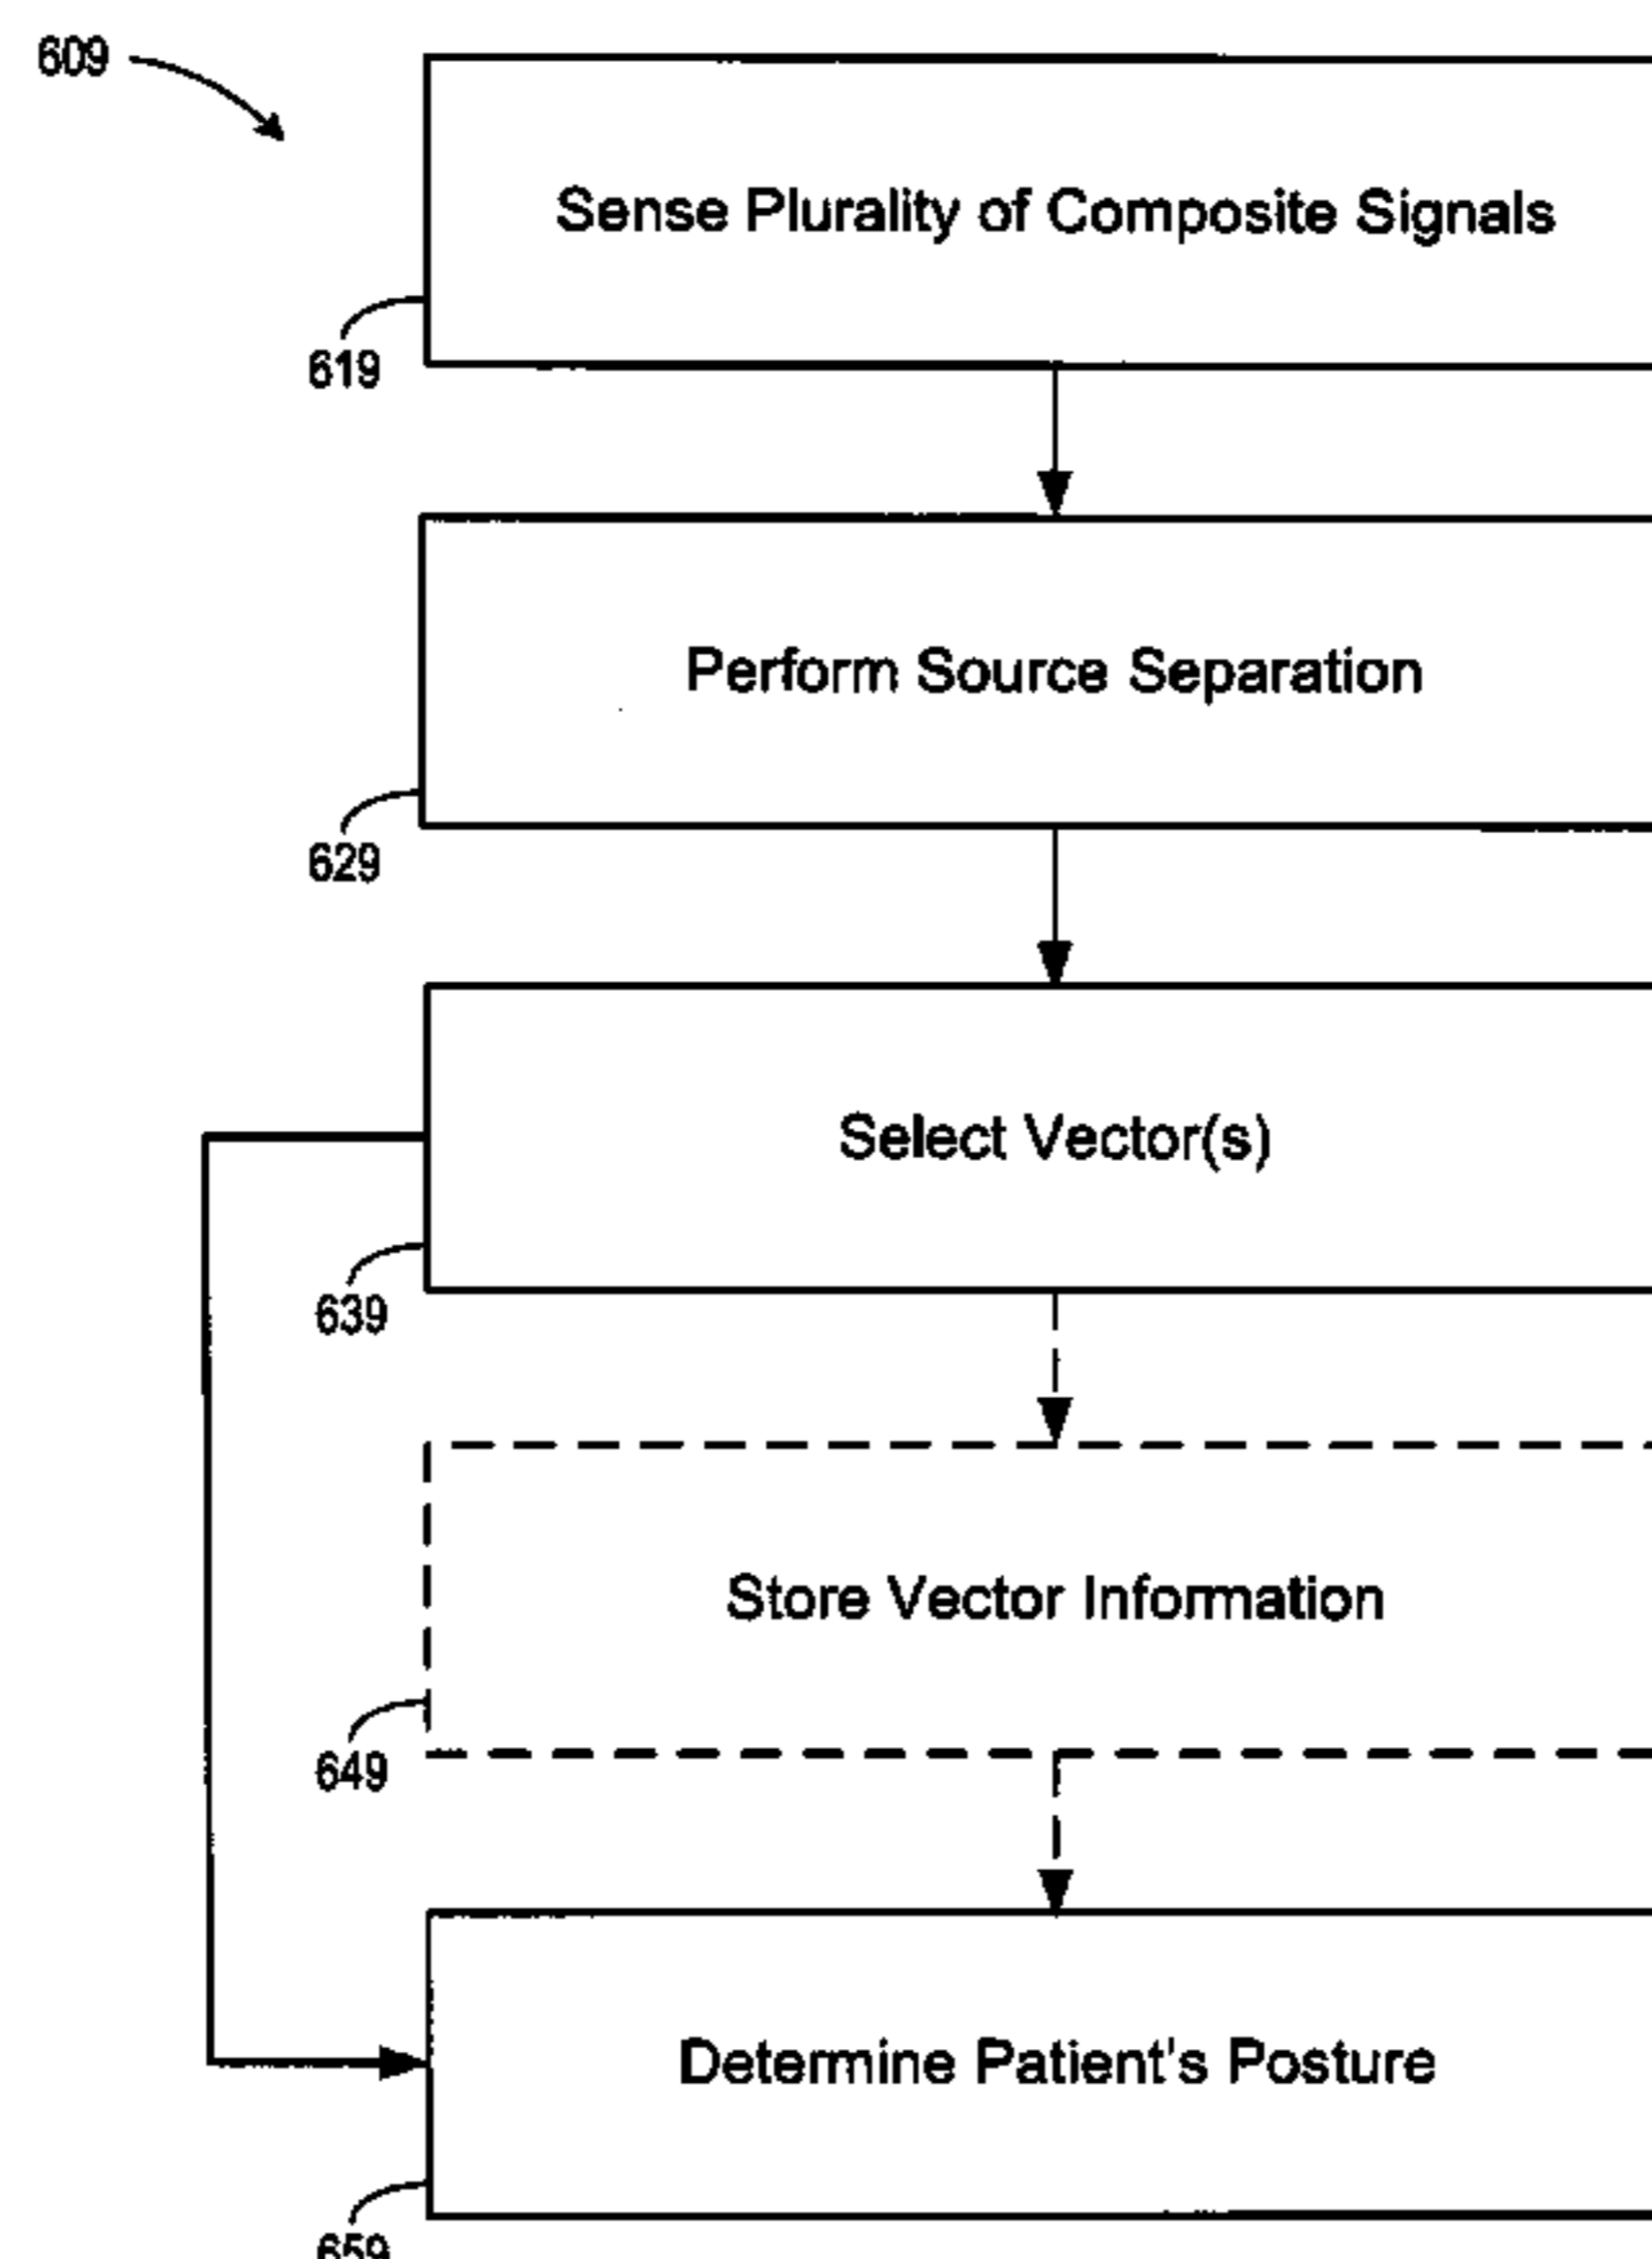 609
Sense Plurality of Composite Signals
619
Perform Source Separation
629
Select Vector(s)
639
Store Vector Information
649
Determine Patient's Posture
659